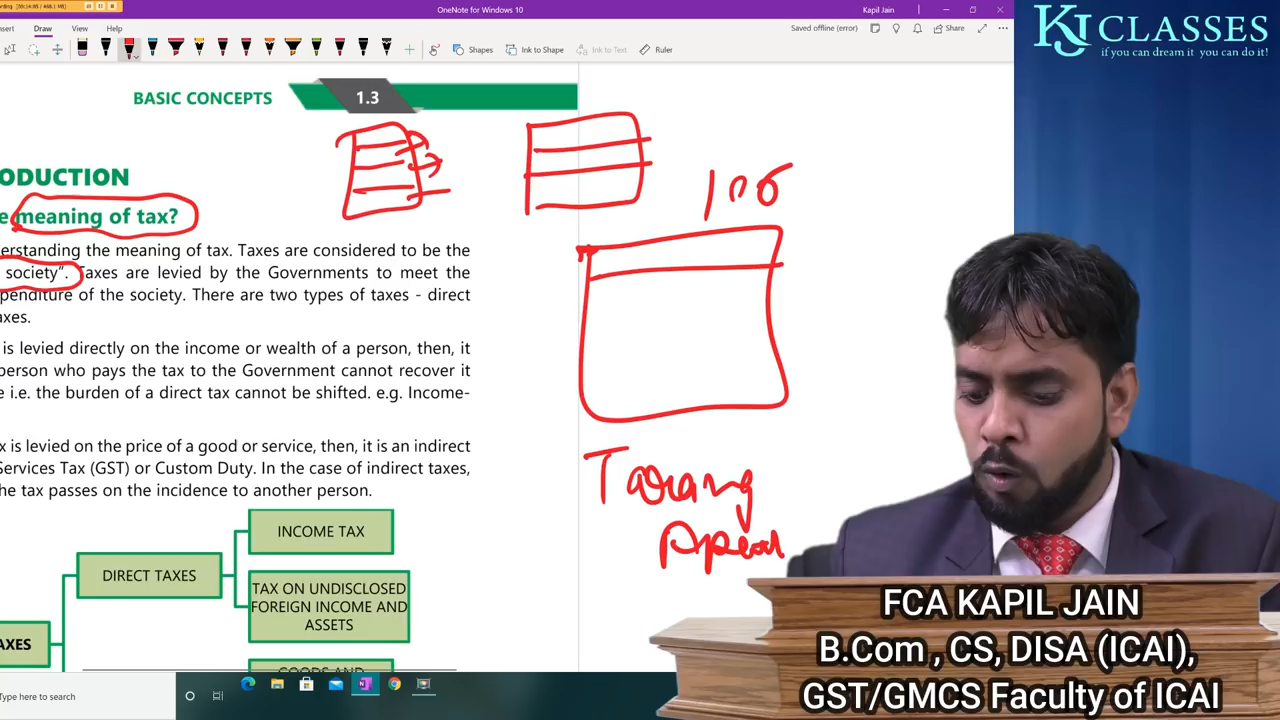 OneNote for Windows 10
Kapil Jain
Insert
Draw
View
Help
Shapes
Ink to Shape
Ink to Text
Ruler
Saved offline (error)
Share
KJ CLASSES
if you can dream it you can do it!
BASIC CONCEPTS 1.3
ODUCTION
e meaning of tax?
derstanding the meaning of tax. Taxes are considered to be the
society”. Taxes are levied by the Governments to meet the
penditure of the society. There are two types of taxes - direct
axes.
is levied directly on the income or wealth of a person, then, it
person who pays the tax to the Government cannot recover it
e i.e. the burden of a direct tax cannot be shifted. e.g. Income-
x is levied on the price of a good or service, then, it is an indirect
Services Tax (GST) or Custom Duty. In the case of indirect taxes,
he tax passes on the incidence to another person.
INCOME TAX
DIRECT TAXES
TAX ON UNDISCLOSED
FOREIGN INCOME AND
ASSETS
AXES
GOODS AND
Tarang
FCA KAPIL JAIN
B.Com , CS, DISA (ICAI),
GST/GMCS Faculty of ICAI
Type here to search